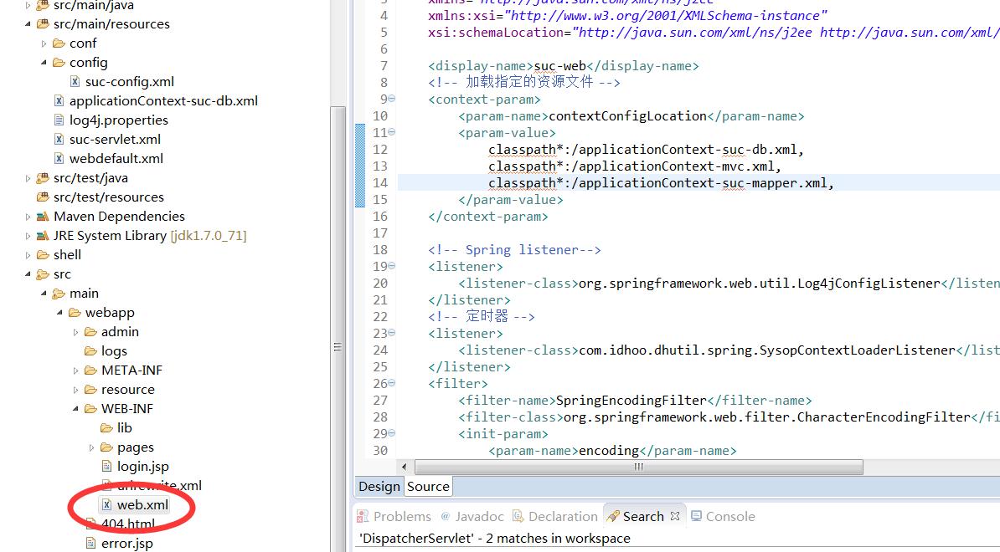 src/main/java
src/main/resources
conf
config
suc-config.xml
applicationContext-suc-db.xml
log4j.properties
suc-servlet.xml
webdefault.xml
src/test/java
src/test/resources
Maven Dependencies
JRE System Library [jdk1.7.0_71]
shell
src
main
webapp
admin
logs
META-INF
resource
WEB-INF
lib
pages
login.jsp
urlrewrite.xml
web.xml
404.html
error.jsp
3 xmlns="http://java.sun.com/xml/ns/j2ee"
4 xmlns:xsi="http://www.w3.org/2001/XMLSchema-instance"
5 xsi:schemaLocation="http://java.sun.com/xml/ns/j2ee http://java.sun.com/xml/
6
7 <display-name>suc-web</display-name>
8 <!-- 加载指定的资源文件 -->
9 <context-param>
10 <param-name>contextConfigLocation</param-name>
11 <param-value>
12 classpath*:/applicationContext-suc-db.xml,
13 classpath*:/applicationContext-mvc.xml,
14 classpath*:/applicationContext-suc-mapper.xml,
15 </param-value>
16 </context-param>
17
18 <!-- Spring listener-->
19 <listener>
20 <listener-class>org.springframework.web.util.Log4jConfigListener</listen
21 </listener>
22 <!-- 定时器 -->
23 <listener>
24 <listener-class>com.idhoo.dhutil.spring.SysopContextLoaderListener</list
25 </listener>
26 <filter>
27 <filter-name>SpringEncodingFilter</filter-name>
28 <filter-class>org.springframework.web.filter.CharacterEncodingFilter</fi
29 <init-param>
30 <param-name>encoding</param-name>
Design Source
Problems @ Javadoc Declaration Search Console
'DispatcherServlet' - 2 matches in workspace